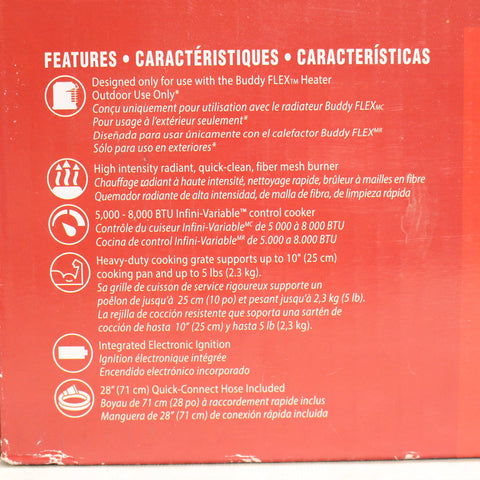 FEATURES • CARACTÉRISTIQUES • CARACTERÍSTICAS
Designed only for use with the Buddy FLEX™ Heater
Outdoor Use Only*
Conçu uniquement pour utilisation avec le radiateur Buddy FLEXMC
Pour usage à l'extérieur seulement*
Diseñada para usar únicamente con el calefactor Buddy FLEXMR
Sólo para uso en exteriores*
High intensity radiant, quick-clean, fiber mesh burner
Chauffage radiant à haute intensité, nettoyage rapide, brûleur à mailles en fibre
Quemador radiante de alta intensidad, de malla de fibra, de limpieza rápida
5,000 - 8,000 BTU Infini-Variable™ control cooker
Contrôle du cuiseur Infini-VariableMC de 5 000 à 8 000 BTU
Cocina de control Infini-VariableMR de 5.000 a 8.000 BTU
Heavy-duty cooking grate supports up to 10" (25 cm)
cooking pan and up to 5 lbs (2.3 kg).
Sa grille de cuisson de service rigoureux supporte un
poêlon de jusqu'à 25 cm (10 po) et pesant jusqu'à 2,3 kg (5 lb).
La rejilla de cocción resistente que soporta una sartén de
cocción de hasta 10" (25 cm) y hasta 5 lb (2,3 kg).
Integrated Electronic Ignition
Ignition électronique intégrée
Encendido electrónico incorporado
28" (71 cm) Quick-Connect Hose Included
Boyau de 71 cm (28 po) à raccordement rapide inclus
Manguera de 28" (71 cm) de conexión rápida incluida